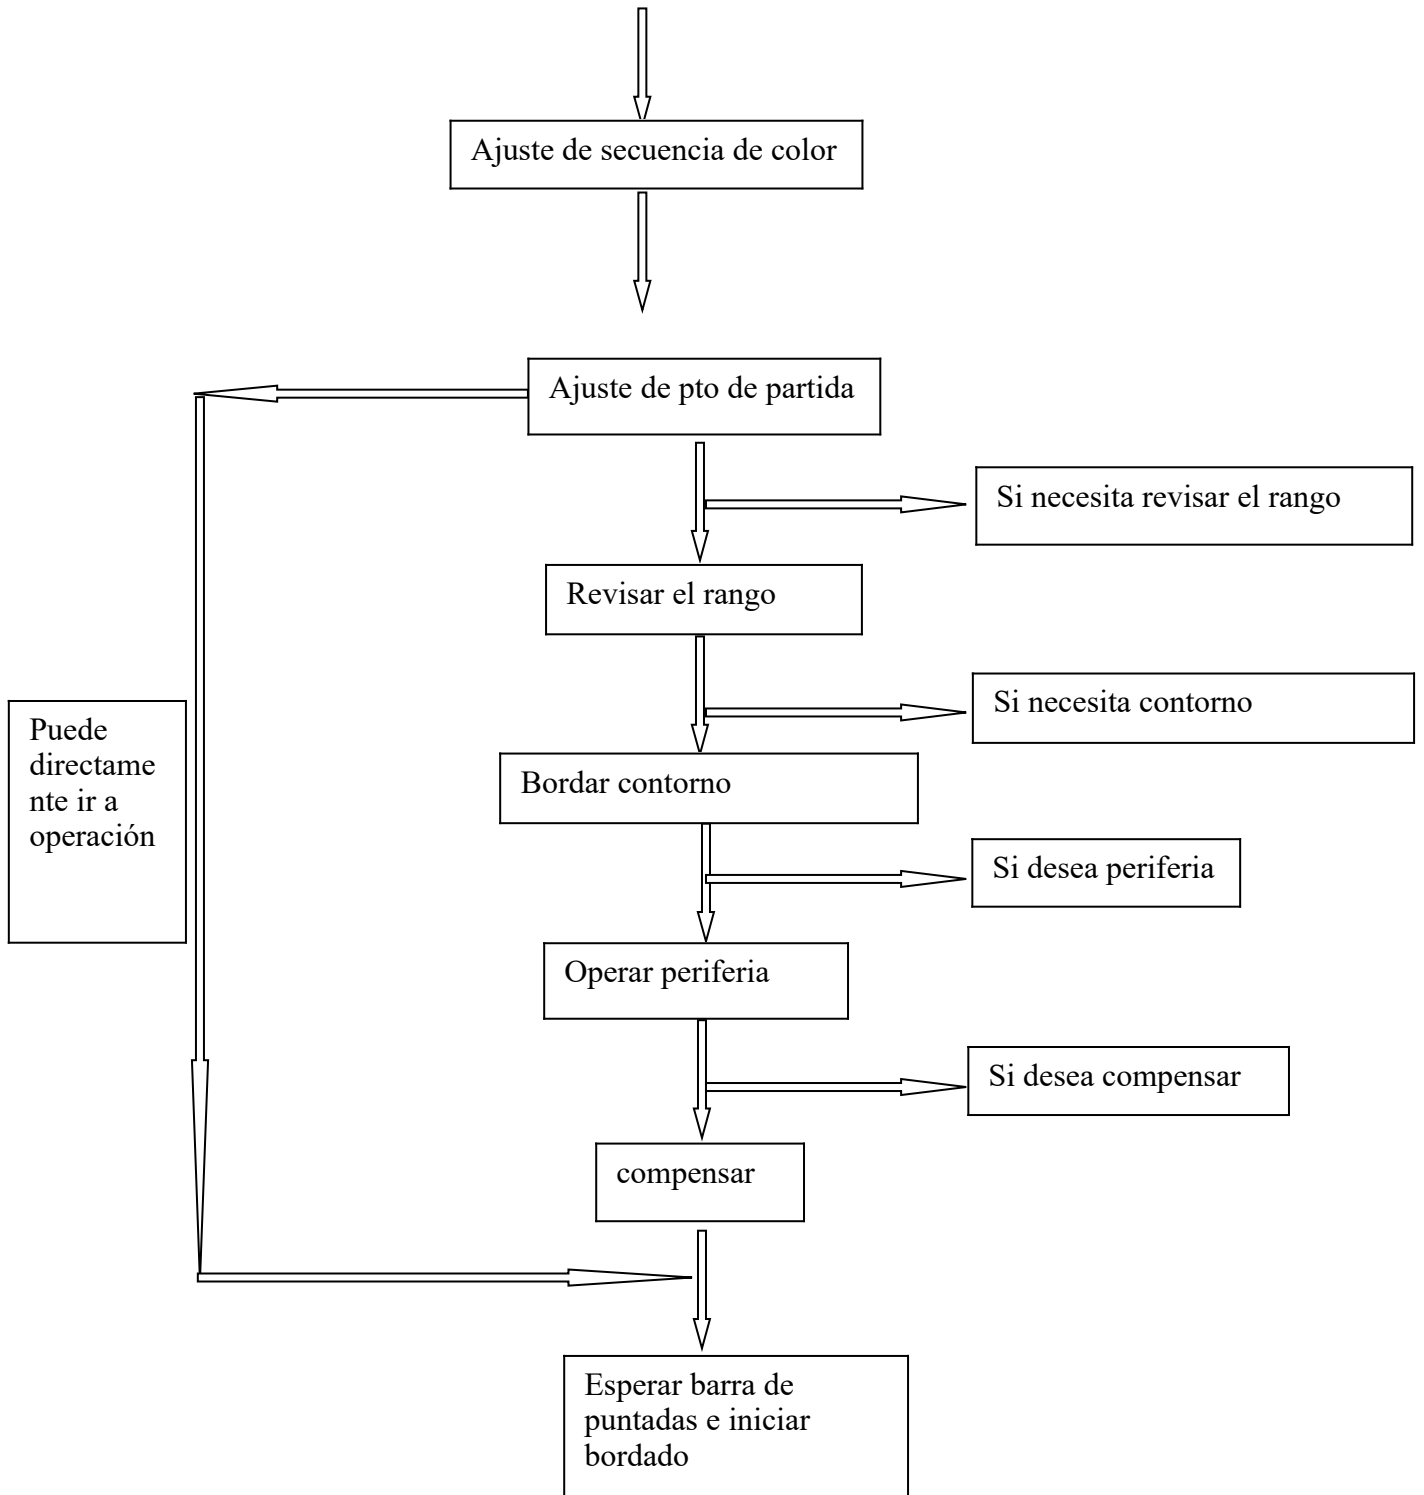 Ajuste de secuencia de color
Ajuste de pto de partida
Si necesita revisar el rango
Revisar el rango
Si necesita contorno
Puede
directame
nte ir a
operación
Bordar contorno
Si desea periferia
Operar periferia
Si desea compensar
compensar
Esperar barra de
puntadas e iniciar
bordado